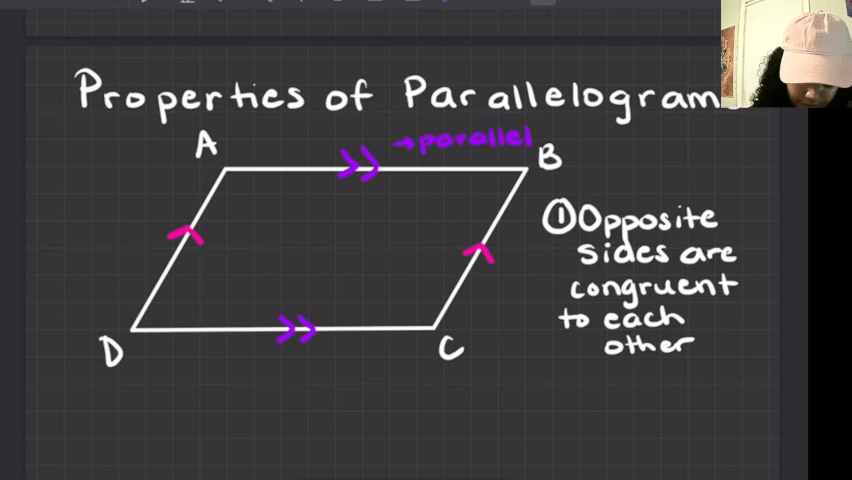 Properties of Parallelogram
A
→parallel
B
①Opposite
sides are
congruent
to each
other
D
C